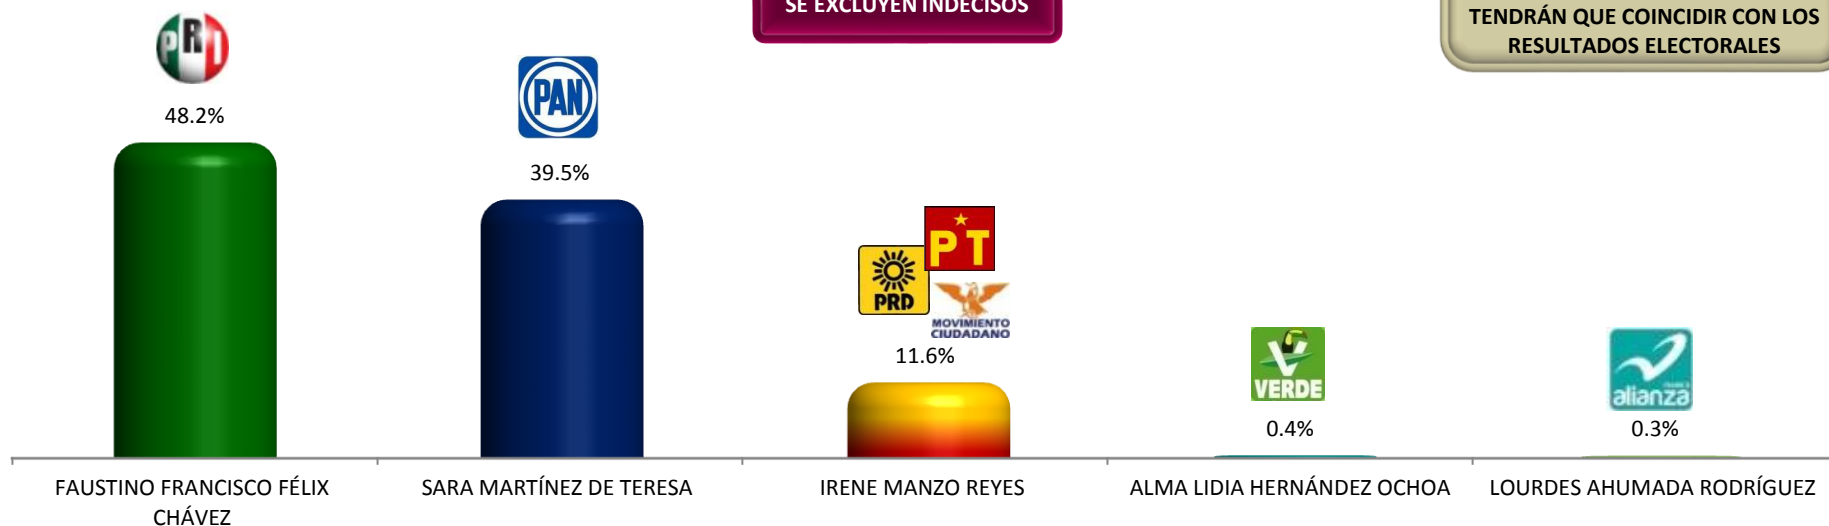 SE EXCLUYEN INDECISOS
TENDRÁN QUE COINCIDIR CON LOS
RESULTADOS ELECTORALES
PRI
48.2%
PAN
39.5%
PT
PRD
MOVIMIENTO
CIUDADANO
11.6%
VERDE
0.4%
alianza
0.3%
FAUSTINO FRANCISCO FÉLIX
CHÁVEZ
SARA MARTÍNEZ DE TERESA
IRENE MANZO REYES
ALMA LIDIA HERNÁNDEZ OCHOA
LOURDES AHUMADA RODRÍGUEZ